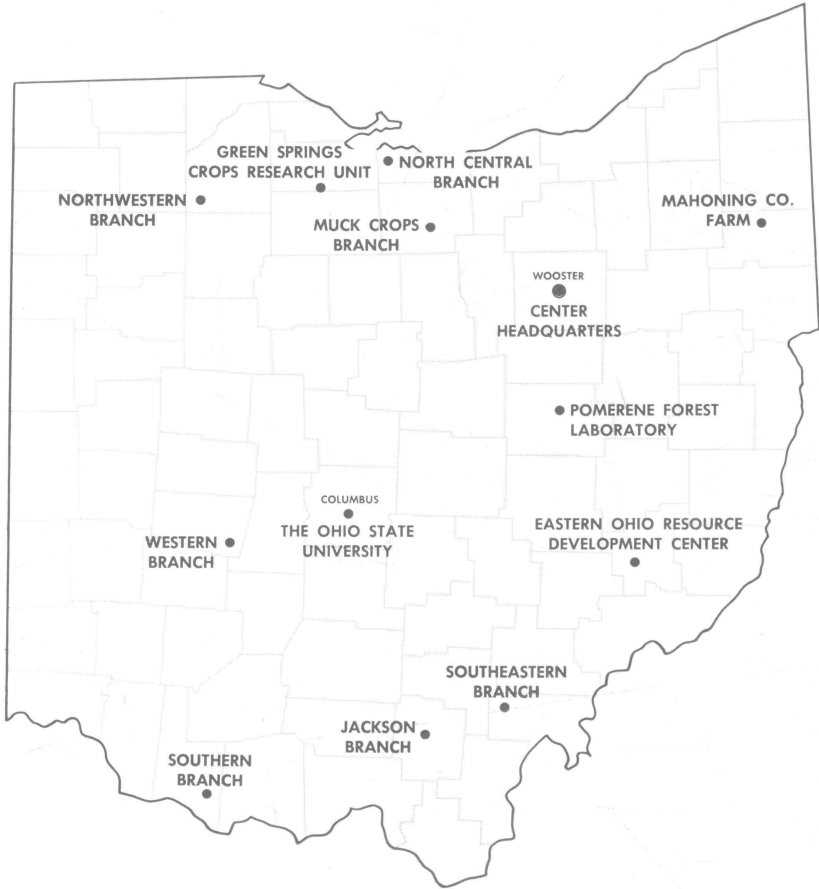 GREEN SPRINGS
CROPS RESEARCH UNIT
NORTH CENTRAL
BRANCH
NORTHWESTERN
BRANCH
MUCK CROPS
BRANCH
MAHONING CO.
FARM
WOOSTER
CENTER
HEADQUARTERS
POMERENE FOREST
LABORATORY
COLUMBUS
THE OHIO STATE
UNIVERSITY
WESTERN
BRANCH
EASTERN OHIO RESOURCE
DEVELOPMENT CENTER
SOUTHEASTERN
BRANCH
JACKSON
BRANCH
SOUTHERN
BRANCH